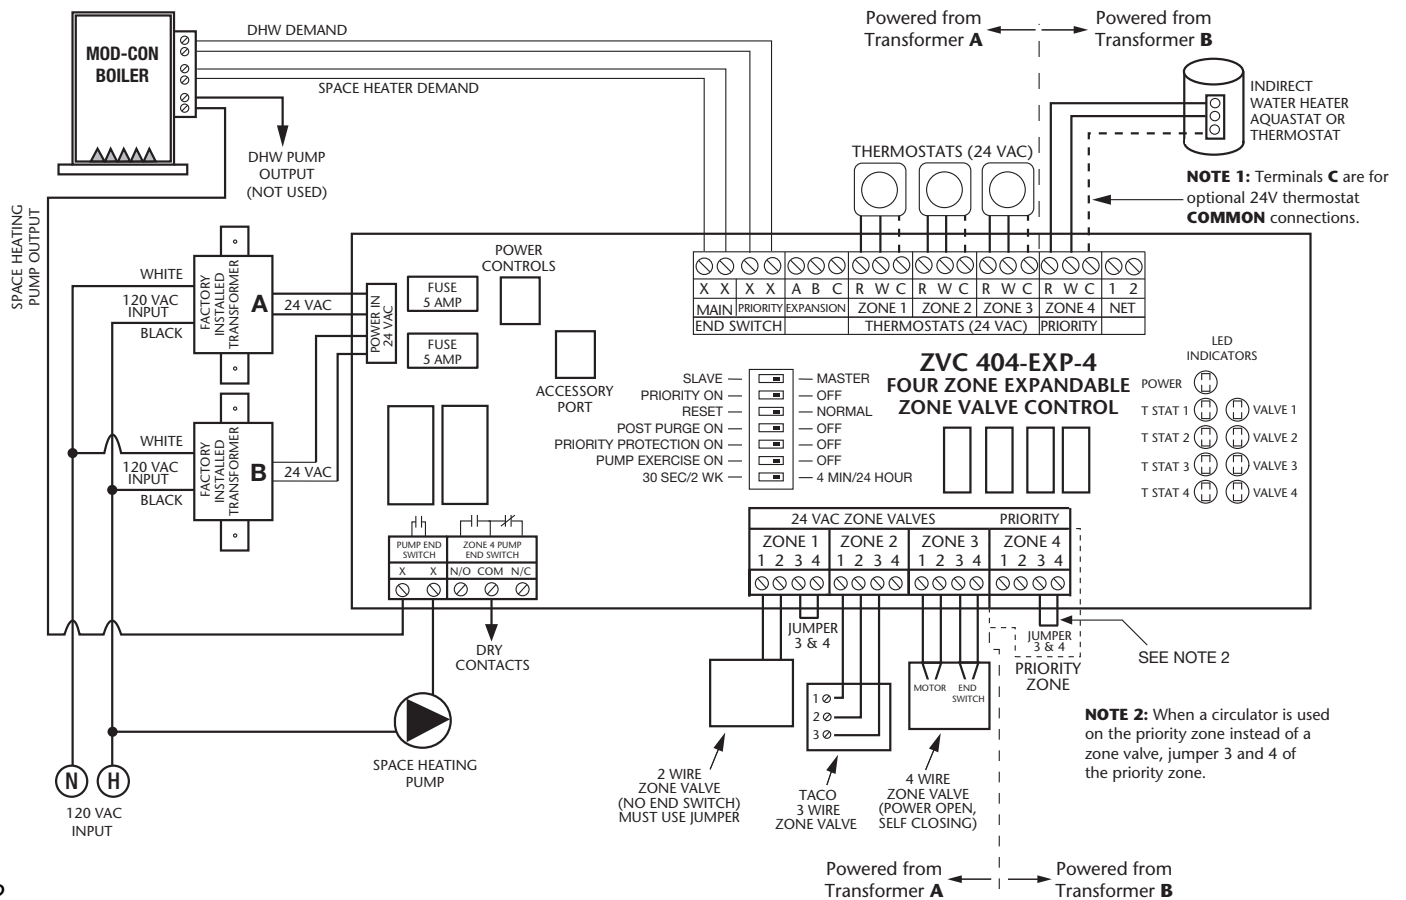 MOD-CON
BOILER
DHW DEMAND
SPACE HEATER DEMAND
DHW PUMP
OUTPUT
(NOT USED)
SPACE HEATING
PUMP OUTPUT
Powered from
Transformer A
Powered from
Transformer B
INDIRECT
WATER HEATER
AQUASTAT OR
THERMOSTAT
THERMOSTATS (24 VAC)
NOTE 1: Terminals C are for
optional 24V thermostat
COMMON connections.
WHITE
120 VAC
INPUT
BLACK
FACTORY
INSTALLED
TRANSFORMER
A
24 VAC
WHITE
120 VAC
INPUT
BLACK
FACTORY
INSTALLED
TRANSFORMER
B
24 VAC
POWER IN
24 VAC
FUSE
5 AMP
FUSE
5 AMP
POWER
CONTROLS
ACCESSORY
PORT
X X X X A B C R W C R W C R W C R W C 1 2
MAIN PRIORITY EXPANSION ZONE 1 ZONE 2 ZONE 3 ZONE 4 NET
END SWITCH THERMOSTATS (24 VAC) PRIORITY
SLAVE — — MASTER
PRIORITY ON — — OFF
RESET — — NORMAL
POST PURGE ON — — OFF
PRIORITY PROTECTION ON — — OFF
PUMP EXERCISE ON — — OFF
30 SEC/2 WK — — 4 MIN/24 HOUR
ZVC 404-EXP-4
FOUR ZONE EXPANDABLE
ZONE VALVE CONTROL
LED
INDICATORS
POWER
T STAT 1 VALVE 1
T STAT 2 VALVE 2
T STAT 3 VALVE 3
T STAT 4 VALVE 4
PUMP END
SWITCH
X X
ZONE 4 PUMP
END SWITCH
N/O COM N/C
DRY
CONTACTS
24 VAC ZONE VALVES PRIORITY
ZONE 1 ZONE 2 ZONE 3 ZONE 4
1 2 3 4 1 2 3 4 1 2 3 4 1 2 3 4
JUMPER
3 & 4
1
2
3
MOTOR
END
SWITCH
JUMPER
3 & 4
PRIORITY
ZONE
SEE NOTE 2
NOTE 2: When a circulator is used
on the priority zone instead of a
zone valve, jumper 3 and 4 of
the priority zone.
SPACE HEATING
PUMP
N H
120 VAC
INPUT
2 WIRE
ZONE VALVE
(NO END SWITCH)
MUST USE JUMPER
TACO
3 WIRE
ZONE VALVE
4 WIRE
ZONE VALVE
(POWER OPEN,
SELF CLOSING)
Powered from
Transformer A
Powered from
Transformer B